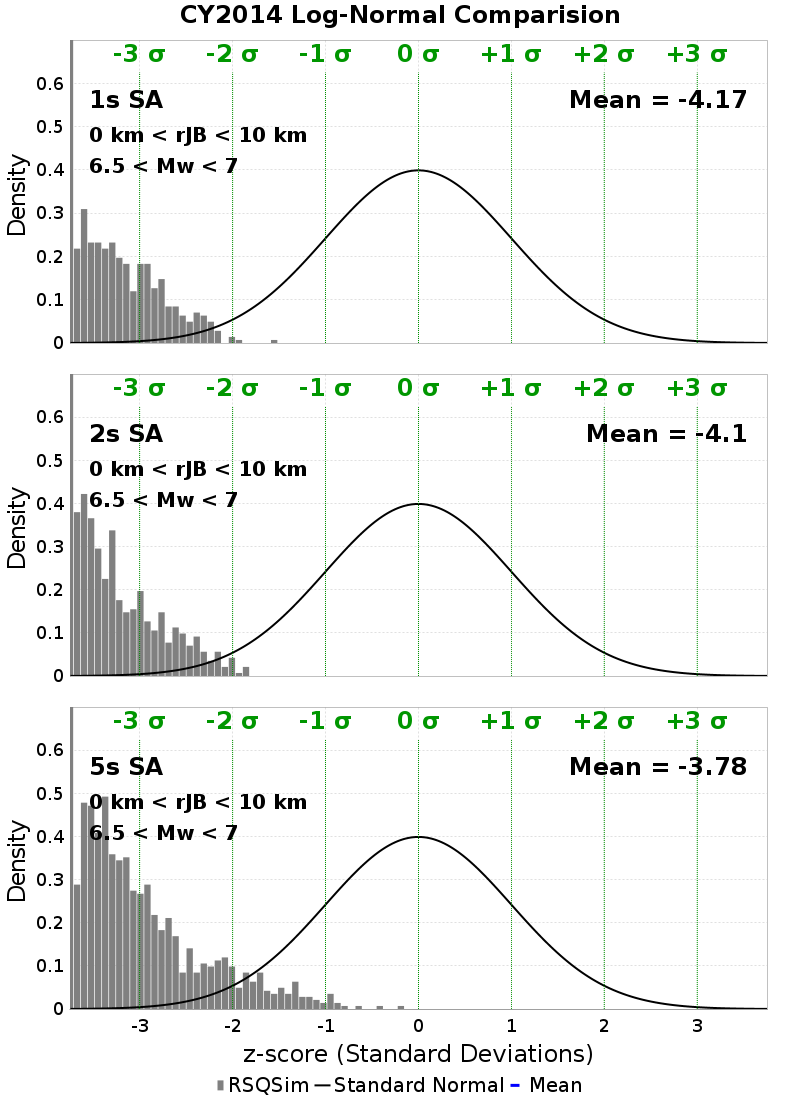 CY2014 Log-Normal Comparision
-3 σ -2 σ -1 σ 0 σ +1 σ +2 σ +3 σ
1s SA
Mean = -4.17
0 km < rJB < 10 km
6.5 < Mw < 7
0.6
0.5
0.4
0.3
0.2
0.1
0
Density
-3 σ -2 σ -1 σ 0 σ +1 σ +2 σ +3 σ
2s SA
Mean = -4.1
0 km < rJB < 10 km
6.5 < Mw < 7
0.6
0.5
0.4
0.3
0.2
0.1
0
Density
-3 σ -2 σ -1 σ 0 σ +1 σ +2 σ +3 σ
5s SA
Mean = -3.78
0 km < rJB < 10 km
6.5 < Mw < 7
0.6
0.5
0.4
0.3
0.2
0.1
0
Density
-3 -2 -1 0 1 2 3
z-score (Standard Deviations)
RSQSim Standard Normal Mean